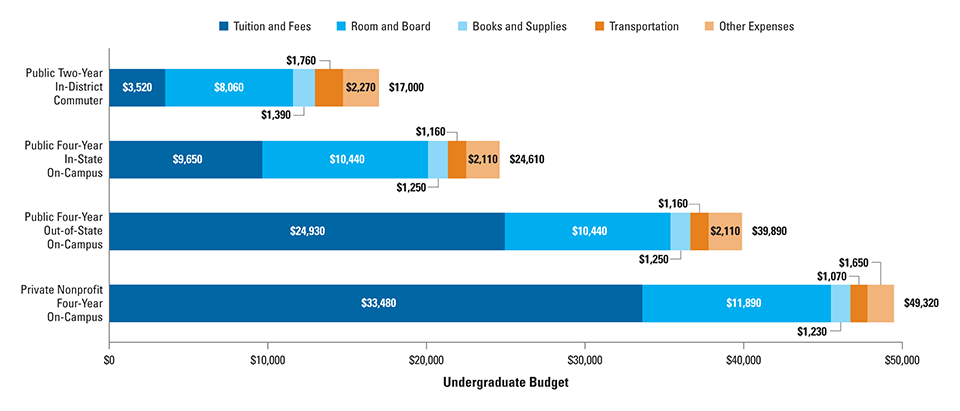 Tuition and Fees Room and Board Books and Supplies Transportation Other Expenses
Public Two-Year
In-District
Commuter
$3,520 $8,060 $1,390 $1,760 $2,270 $17,000
Public Four-Year
In-State
On-Campus
$9,650 $10,440 $1,250 $1,160 $2,110 $24,610
Public Four-Year
Out-of-State
On-Campus
$24,930 $10,440 $1,250 $1,160 $2,110 $39,890
Private Nonprofit
Four-Year
On-Campus
$33,480 $11,890 $1,230 $1,070 $1,650 $49,320
$0 $10,000 $20,000 $30,000 $40,000 $50,000
Undergraduate Budget